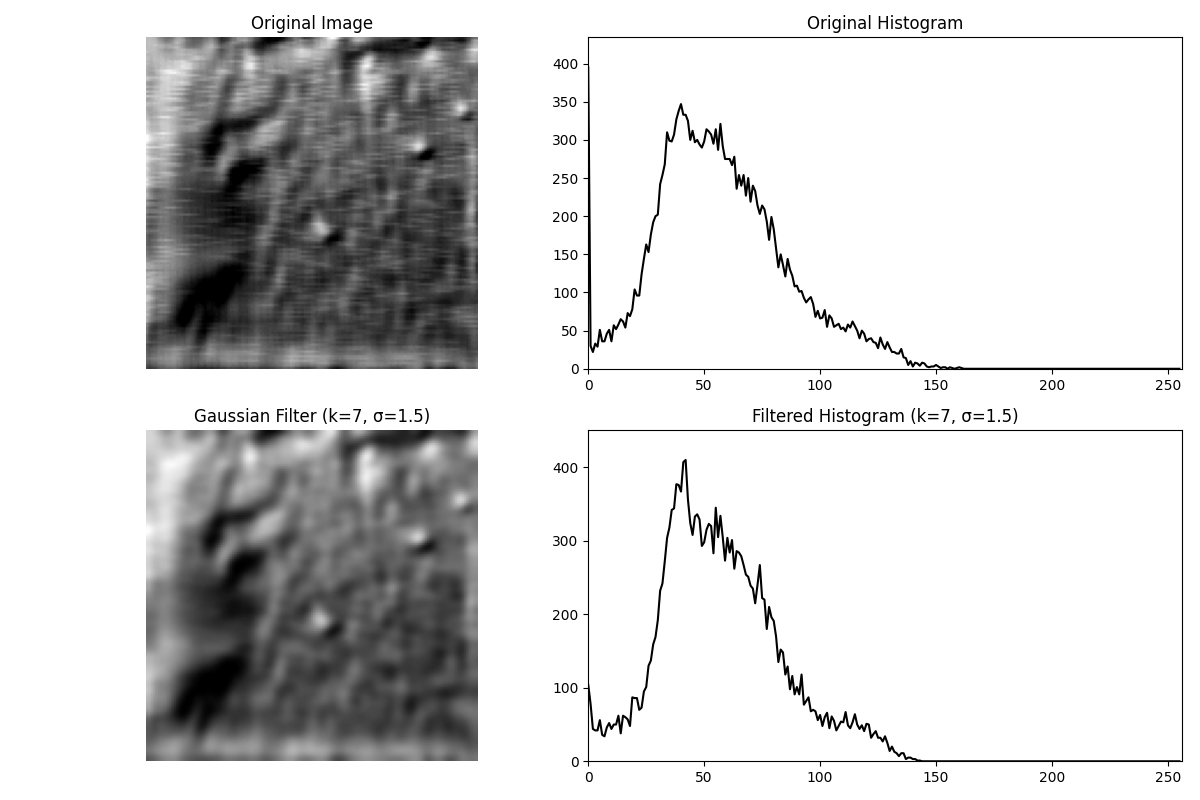 Original Image
Original Histogram
400
350
300
250
200
150
100
50
0
0 50 100 150 200 250
Gaussian Filter (k=7, σ=1.5)
Filtered Histogram (k=7, σ=1.5)
400
300
200
100
0
0 50 100 150 200 250